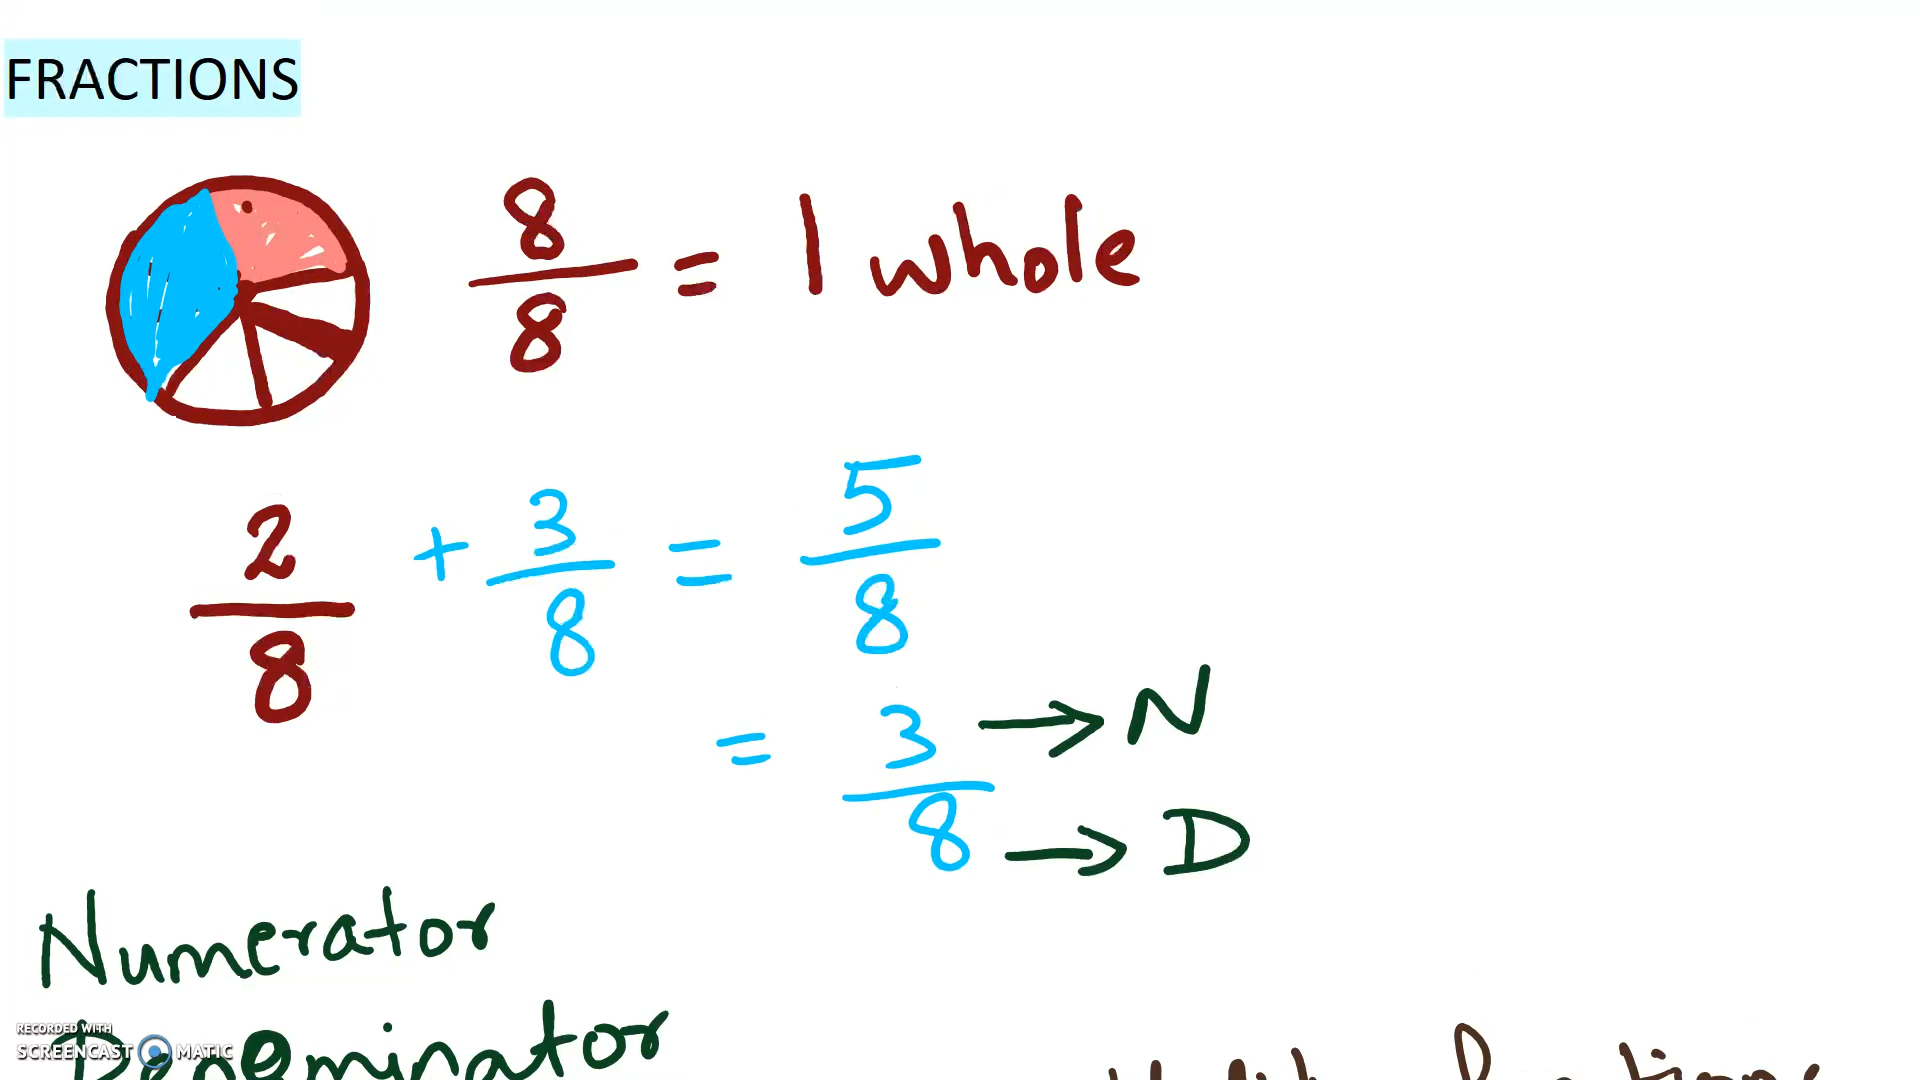 FRACTIONS
8/8 = 1 whole
2/8 + 3/8 = 5/8
= 3/8 → N
→ D
Numerator
Denominator
RECORDED WITH
SCREENCAST MATIC